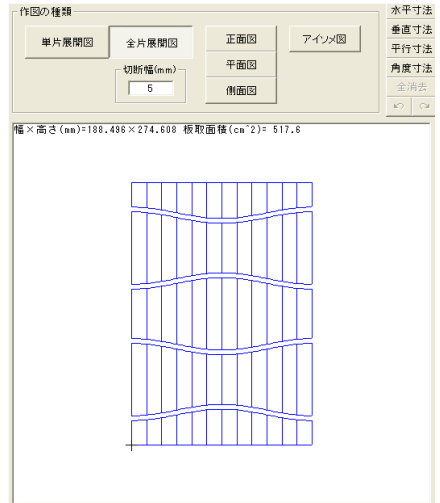 作図の種類
単片展開図
全片展開図
切断幅(mm)
5
正面図
平面図
側面図
アイソメ図
水平寸法
垂直寸法
平行寸法
角度寸法
全消去
幅×高さ(mm)=188.496×274.608 板取面積(cm^2)= 517.6